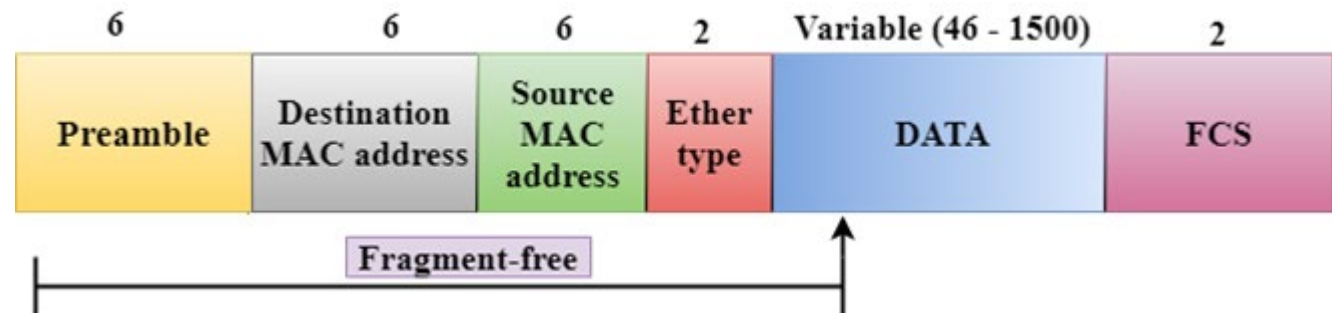 6 6 6 2 Variable (46 - 1500) 2
Preamble
Destination
MAC address
Source
MAC
address
Ether
type
DATA
FCS
Fragment-free